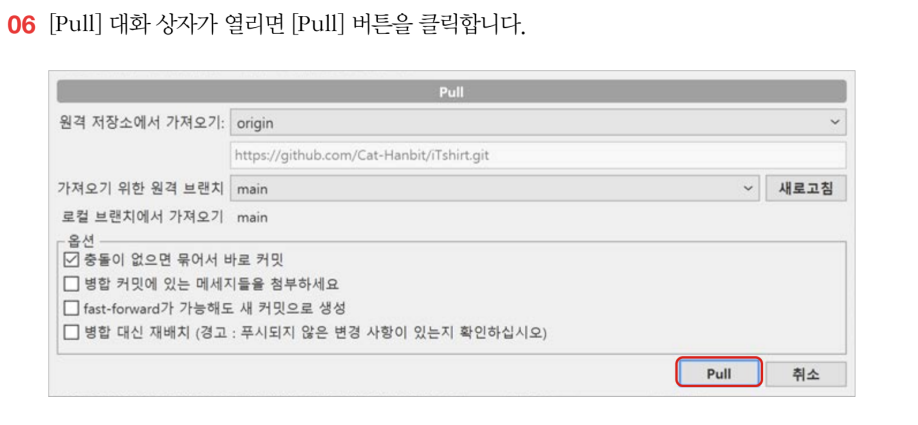 06 [Pull] 대화 상자가 열리면 [Pull] 버튼을 클릭합니다.
Pull
원격 저장소에서 가져오기: origin
https://github.com/Cat-Hanbit/iTshirt.git
가져오기 위한 원격 브랜치 main 새로고침
로컬 브랜치에서 가져오기 main
옵션
충돌이 없으면 묶어서 바로 커밋
병합 커밋에 있는 메세지들을 첨부하세요
fast-forward가 가능해도 새 커밋으로 생성
병합 대신 재배치 (경고 : 푸시되지 않은 변경 사항이 있는지 확인하십시오)
Pull 취소